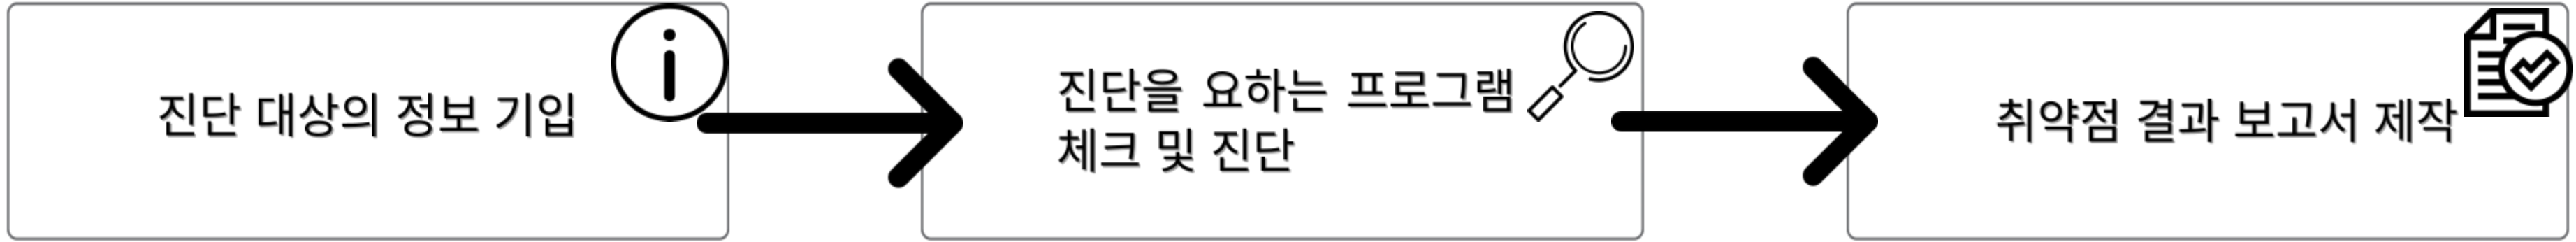 진단 대상의 정보 기입
진단을 요하는 프로그램
체크 및 진단
취약점 결과 보고서 제작